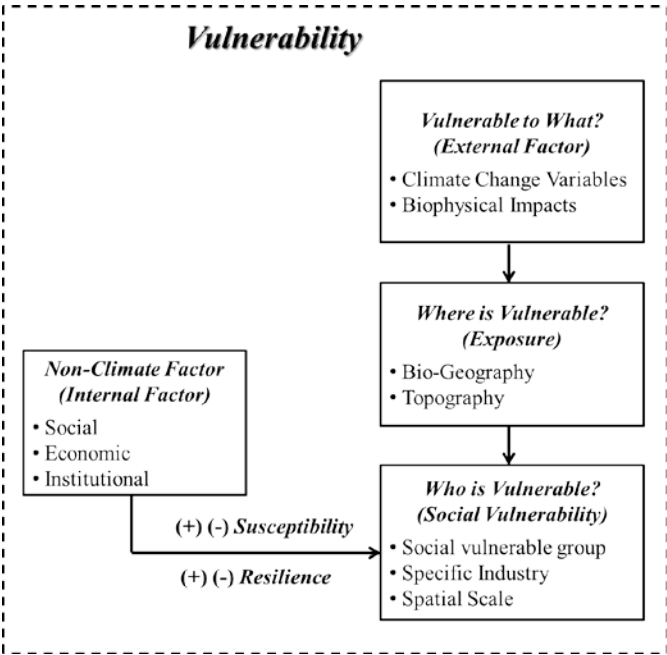 Vulnerability
Vulnerable to What?
(External Factor)
• Climate Change Variables
• Biophysical Impacts
Where is Vulnerable?
(Exposure)
• Bio-Geography
• Topography
Non-Climate Factor
(Internal Factor)
• Social
• Economic
• Institutional
(+) (-) Susceptibility
(+) (-) Resilience
Who is Vulnerable?
(Social Vulnerability)
• Social vulnerable group
• Specific Industry
• Spatial Scale